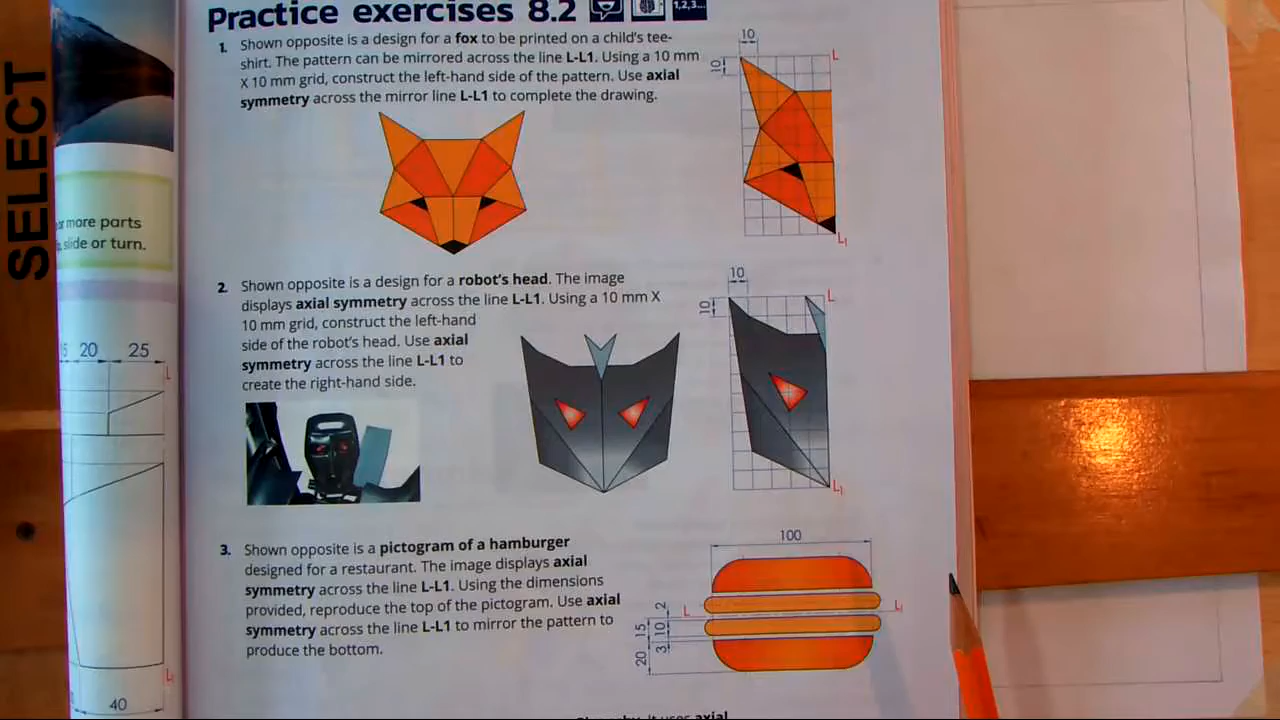 SELECT
Practice exercises 8.2
1,2,3...
1. Shown opposite is a design for a fox to be printed on a child's tee-
shirt. The pattern can be mirrored across the line L-L1. Using a 10 mm
X 10 mm grid, construct the left-hand side of the pattern. Use axial
symmetry across the mirror line L-L1 to complete the drawing.
10
10
L
L1
or more parts
slide or turn.
2. Shown opposite is a design for a robot's head. The image
displays axial symmetry across the line L-L1. Using a 10 mm X
10 mm grid, construct the left-hand
side of the robot's head. Use axial
symmetry across the line L-L1 to
create the right-hand side.
10
10
L
L1
5 20 25
L
L
40
3. Shown opposite is a pictogram of a hamburger
designed for a restaurant. The image displays axial
symmetry across the line L-L1. Using the dimensions
provided, reproduce the top of the pictogram. Use axial
symmetry across the line L-L1 to mirror the pattern to
produce the bottom.
100
L
L1
2
15
10
3
20
it uses axial